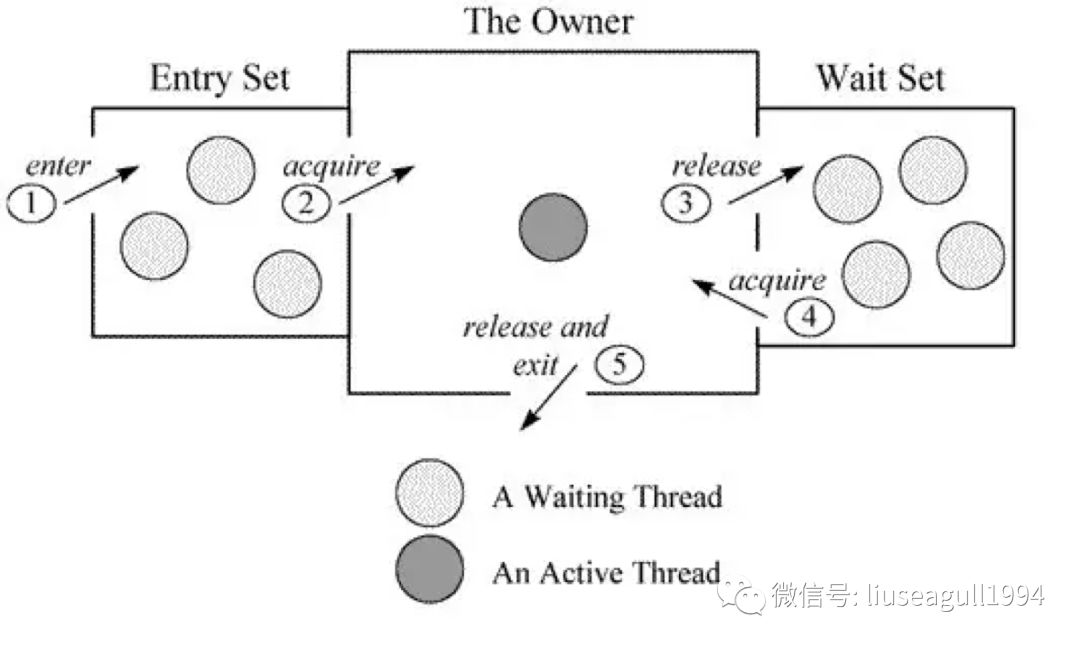 The Owner
Entry Set
Wait Set
enter
1
acquire
2
release
3
acquire
4
release and
exit
5
A Waiting Thread
An Active Thread
微信号: liuseagull1994